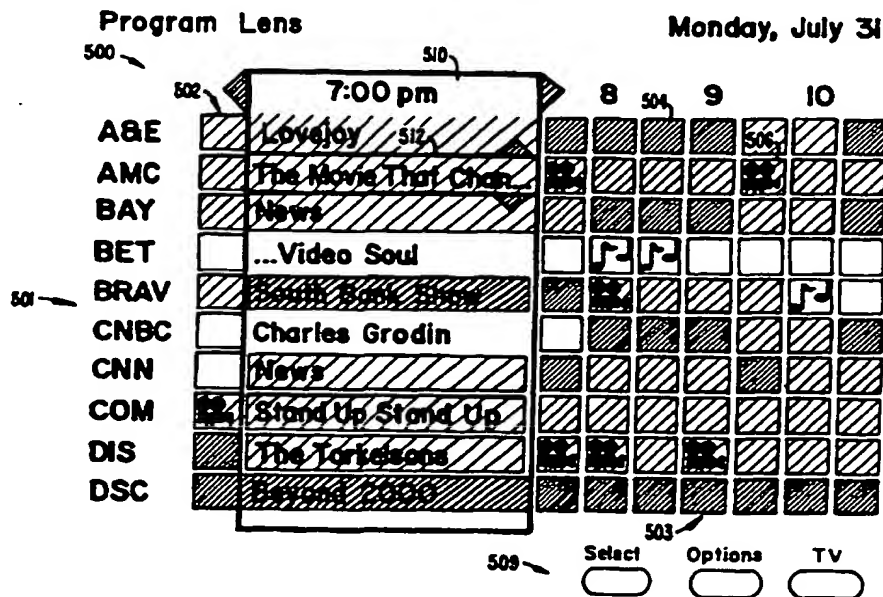 Program Lens Monday, July 31
500 510
502 7:00 pm 8 504 9 10
A&E Lovejoy 512 506
AMC The Movie That Chan...
BAY News
BET ...Video Soul
501 BRAV South Bank Show
CNBC Charles Grodin
CNN News
COM Stand Up Stand Up
DIS The Torkelsons
DSC Beyond 2000
503
509 Select Options TV